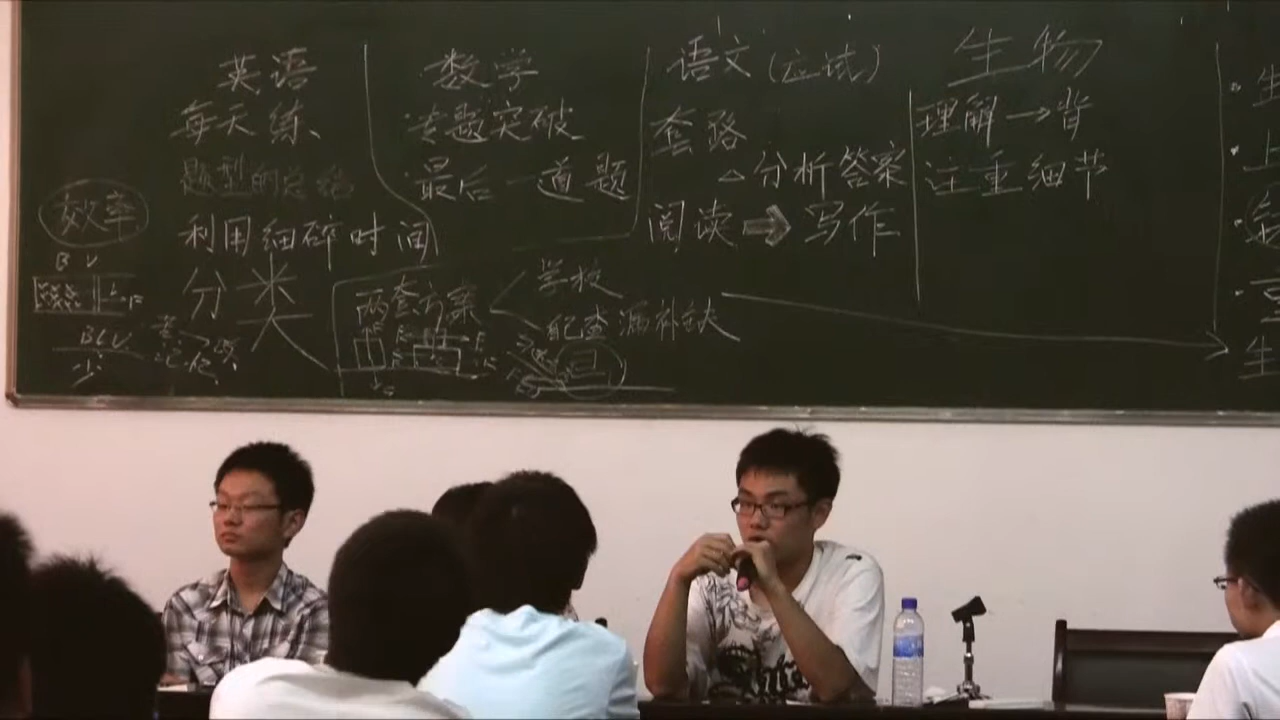 英语
每天练、
题型的总结
利用细碎时间
分类
效率
B V
BLV
少
数学
·专题突破
·最后一道题
两套方案
学校
查漏补缺
语文(应试)
套路
△分析答案
阅读➡写作
生物
理解→背
注重细节